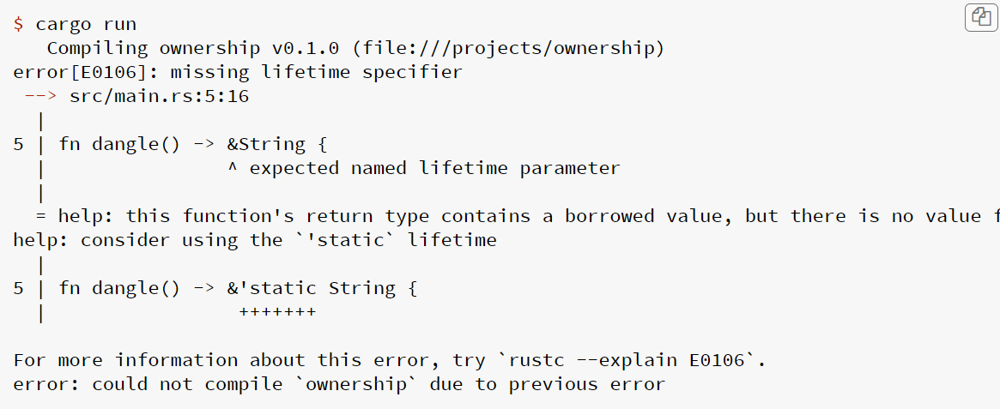 $ cargo run
   Compiling ownership v0.1.0 (file:///projects/ownership)
error[E0106]: missing lifetime specifier
 --> src/main.rs:5:16
  |
5 | fn dangle() -> &String {
  |                ^ expected named lifetime parameter
  |
  = help: this function's return type contains a borrowed value, but there is no value
help: consider using the `'static` lifetime
  |
5 | fn dangle() -> &'static String {
  |                 +++++++

For more information about this error, try `rustc --explain E0106`.
error: could not compile `ownership` due to previous error